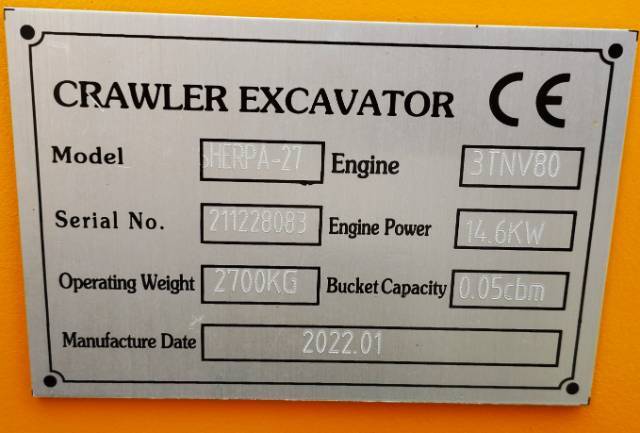 CRAWLER EXCAVATOR CE
Model SHERPA-27 Engine 3TNV80
Serial No. 211228083 Engine Power 14.6KW
Operating Weight 2700KG Bucket Capacity 0.05cbm
Manufacture Date 2022.01